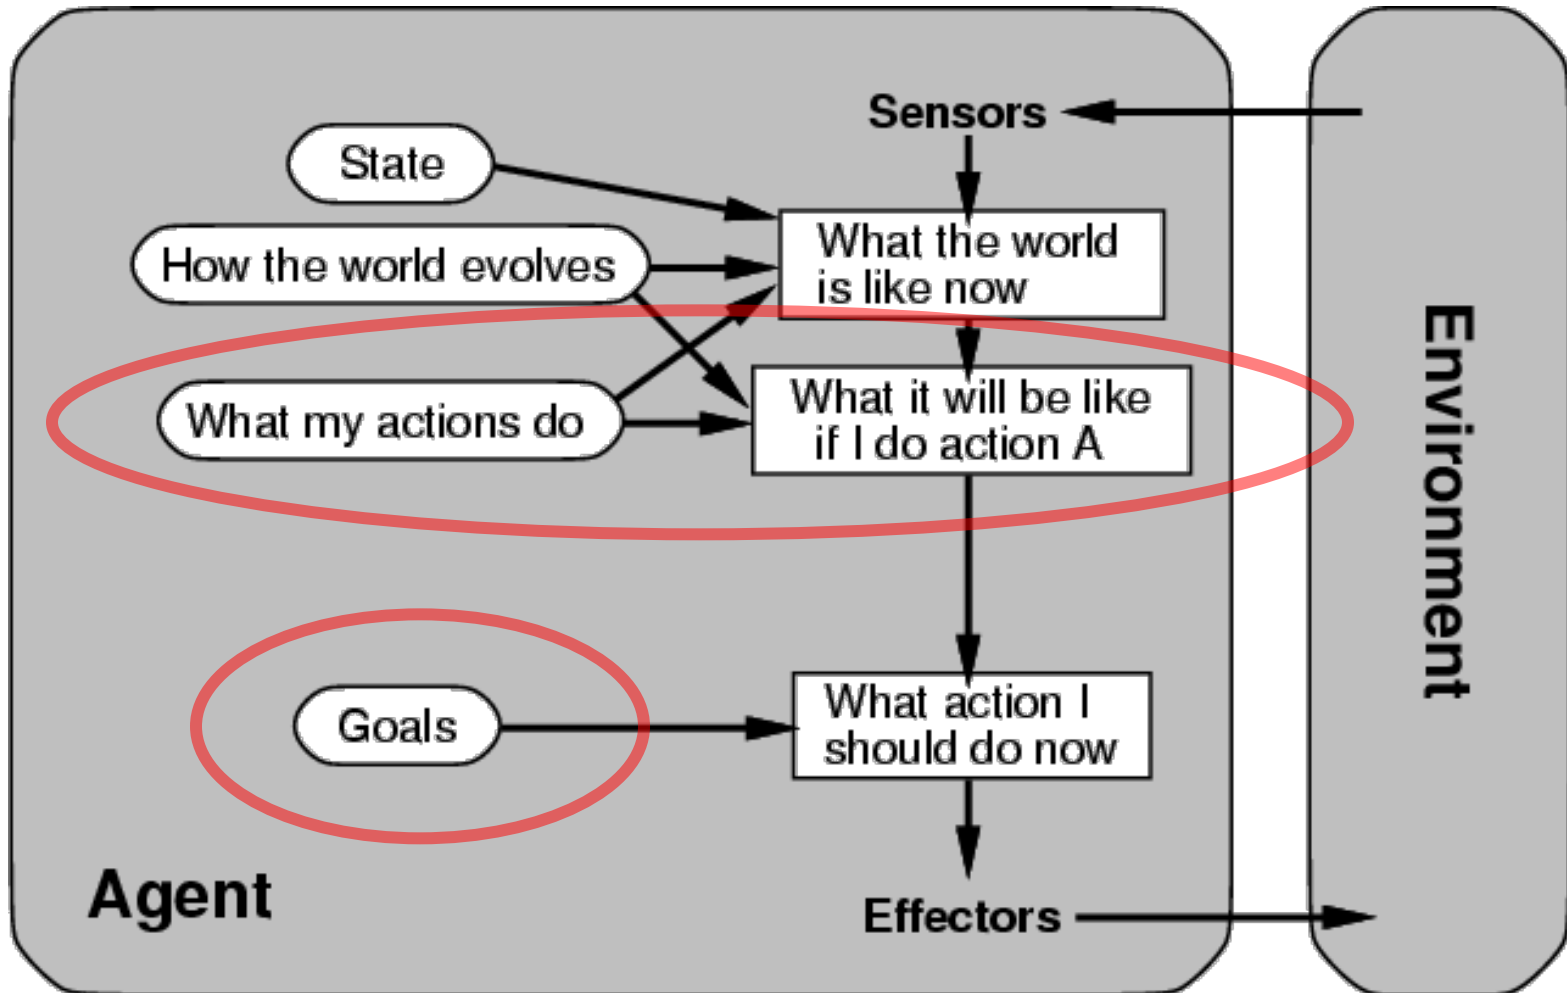 Sensors
State
What the world
is like now
How the world evolves
What my actions do
What it will be like
if I do action A
Goals
What action I
should do now
Agent
Effectors
Environment